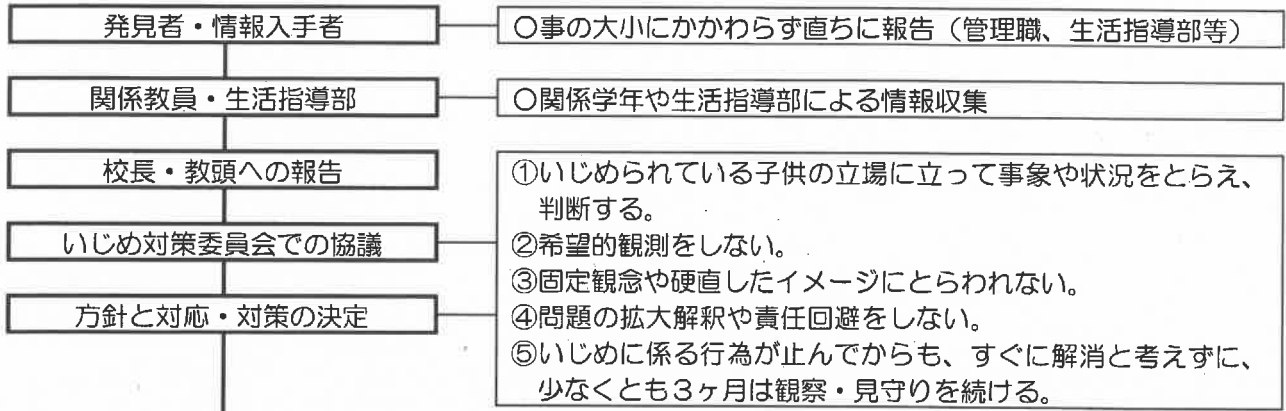 発見者・情報入手者
○事の大小にかかわらず直ちに報告（管理職、生活指導部等）
関係教員・生活指導部
○関係学年や生活指導部による情報収集
校長・教頭への報告
いじめ対策委員会での協議
方針と対応・対策の決定
①いじめられている子供の立場に立って事象や状況をとらえ、
判断する。
②希望的観測をしない。
③固定観念や硬直したイメージにとらわれない。
④問題の拡大解釈や責任回避をしない。
⑤いじめに係る行為が止んでからも、すぐに解消と考えずに、
少なくとも３ヶ月は観察・見守りを続ける。